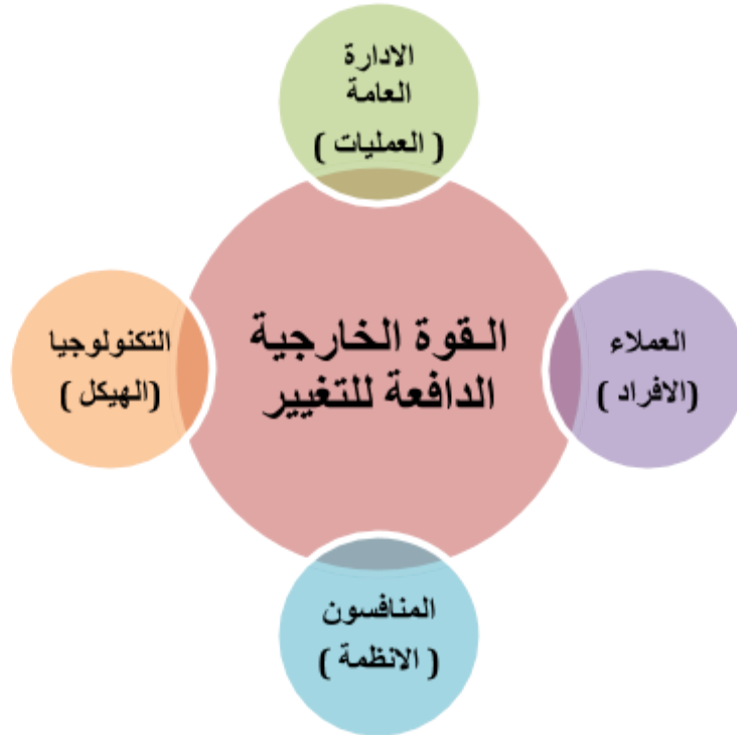 الادارة
العامة
( العمليات )
القوة الخارجية
الدافعة للتغيير
العملاء
(الافراد )
التكنولوجيا
(الهيكل )
المنافسون
( الانظمة )